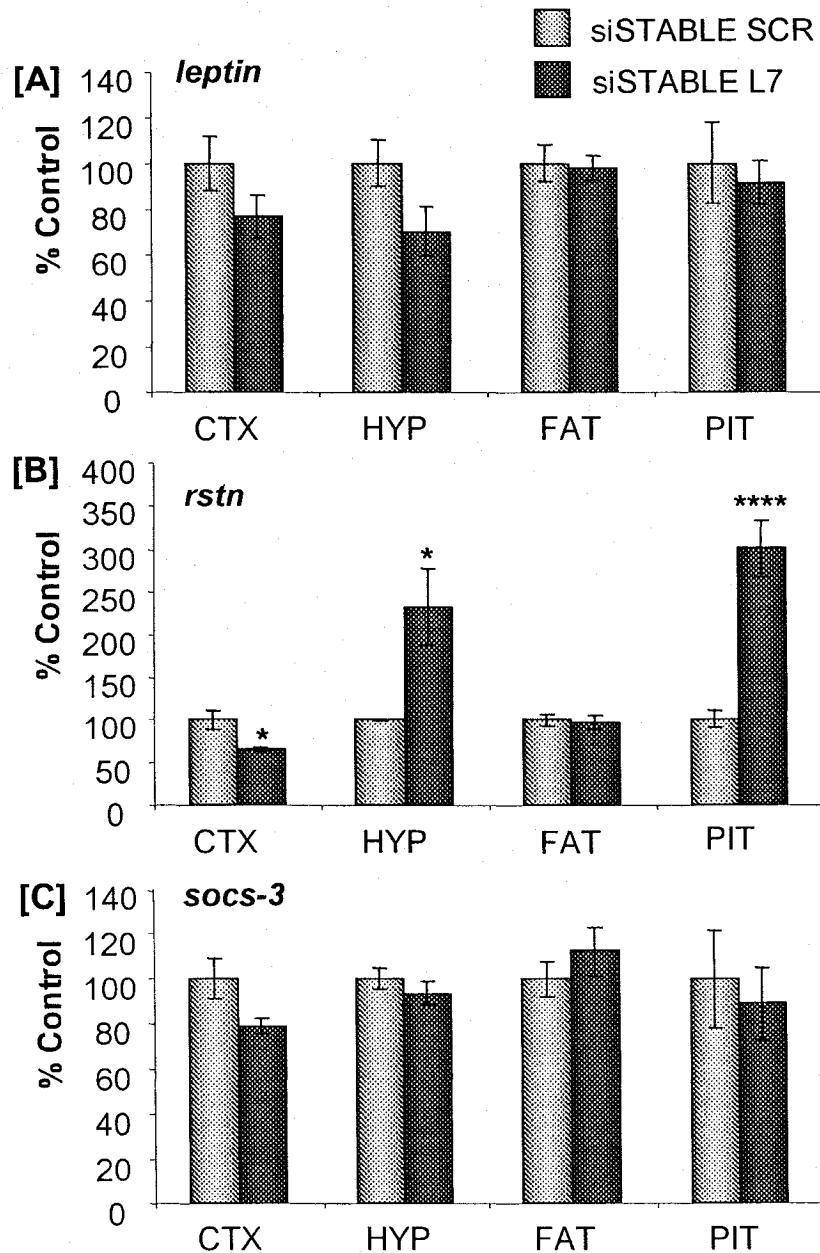 siSTABLE SCR
siSTABLE L7
[A] leptin
% Control
140
120
100
80
60
40
20
0
CTX HYP FAT PIT
[B] rstn
% Control
400
350
300
250
200
150
100
50
0
* * ****
CTX HYP FAT PIT
[C] socs-3
% Control
140
120
100
80
60
40
20
0
CTX HYP FAT PIT